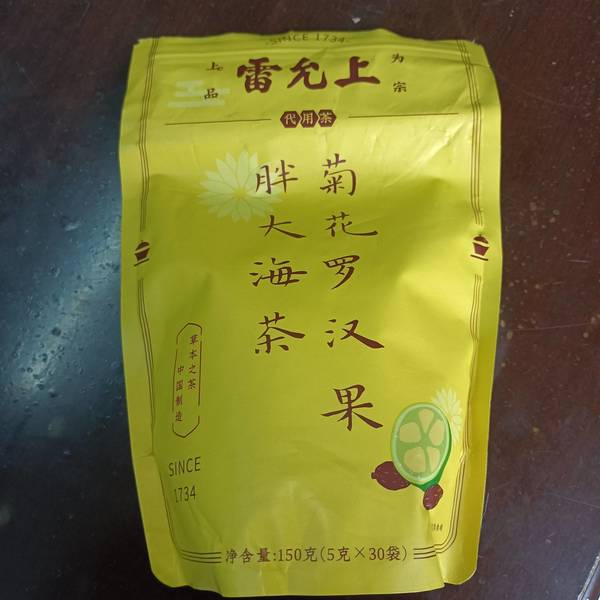 SINCE 1734
上品
雷允上
为宗
代用茶
菊花罗汉果
胖大海茶
草本之茶
中国制造
SINCE
1734
净含量:150克(5克×30袋)